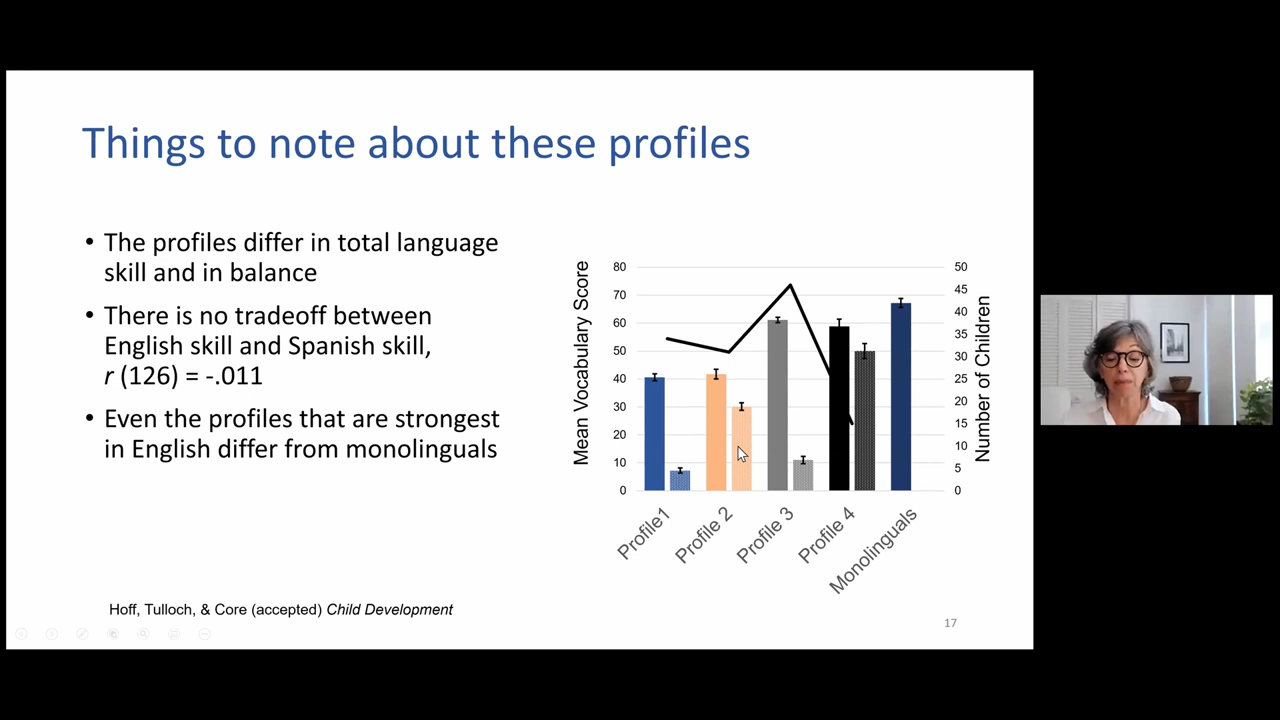 Things to note about these profiles
• The profiles differ in total language
skill and in balance
• There is no tradeoff between
English skill and Spanish skill,
r (126) = -.011
• Even the profiles that are strongest
in English differ from monolinguals
Mean Vocabulary Score
80
70
60
50
40
30
20
10
0
50
45
40
35
30
25
20
15
10
5
0
Number of Children
Profile1
Profile 2
Profile 3
Profile 4
Monolinguals
Hoff, Tulloch, & Core (accepted) Child Development
17